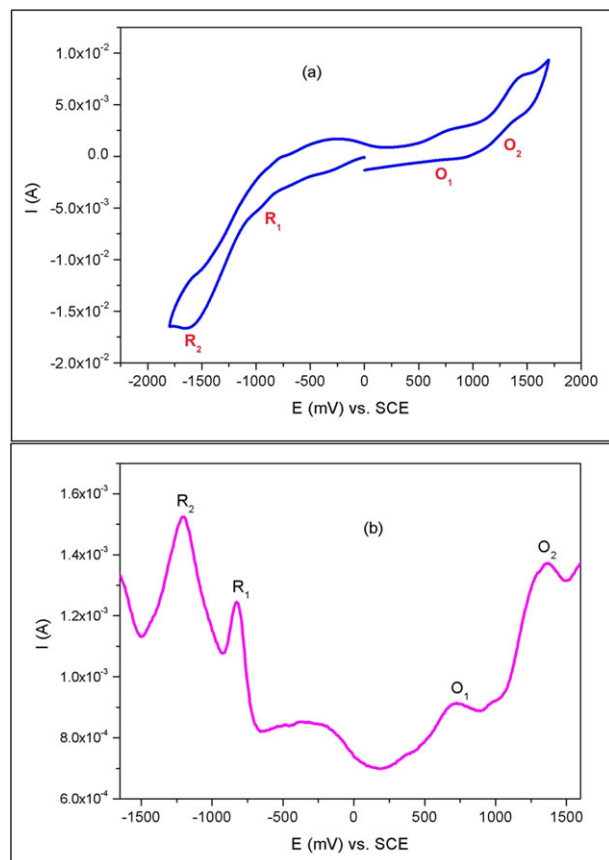 (a)
1.0x10⁻²
5.0x10⁻³
0.0
-5.0x10⁻³
-1.0x10⁻²
-1.5x10⁻²
-2.0x10⁻²
I (A)
O₁
O₂
R₁
R₂
-2000 -1500 -1000 -500 0 500 1000 1500 2000
E (mV) vs. SCE
(b)
1.6x10⁻³
1.4x10⁻³
1.2x10⁻³
1.0x10⁻³
8.0x10⁻⁴
6.0x10⁻⁴
I (A)
R₂
R₁
O₁
O₂
-1500 -1000 -500 0 500 1000 1500
E (mV) vs. SCE